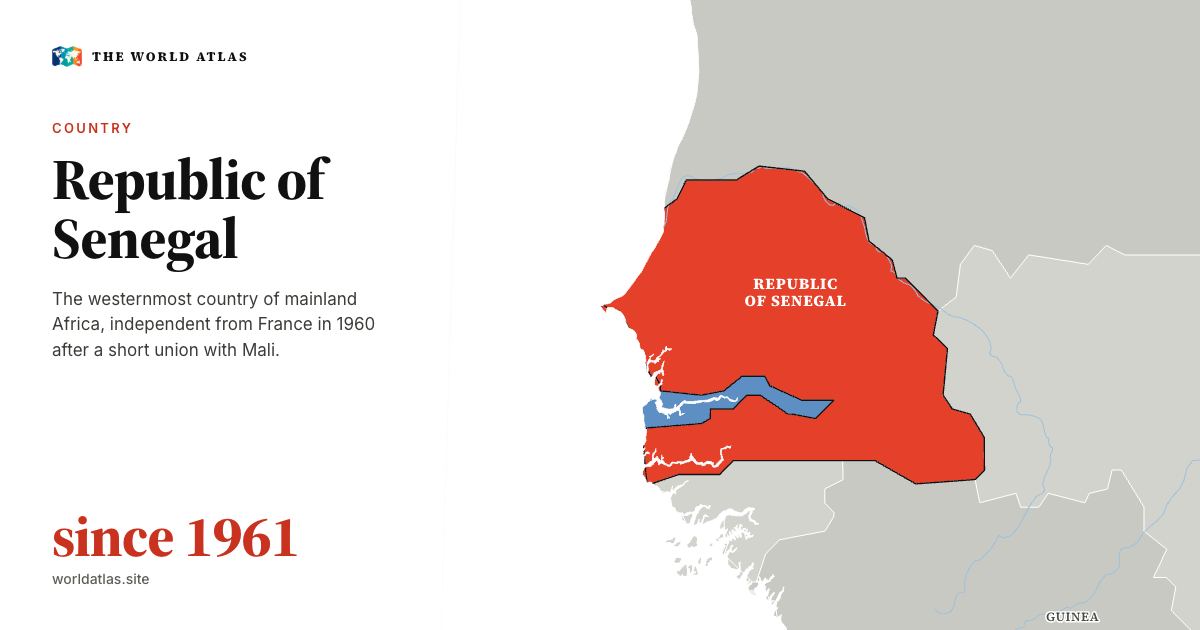 THE WORLD ATLAS
COUNTRY
Republic of
Senegal
The westernmost country of mainland
Africa, independent from France in 1960
after a short union with Mali.
since 1961
worldatlas.site
REPUBLIC
OF SENEGAL
GUINEA